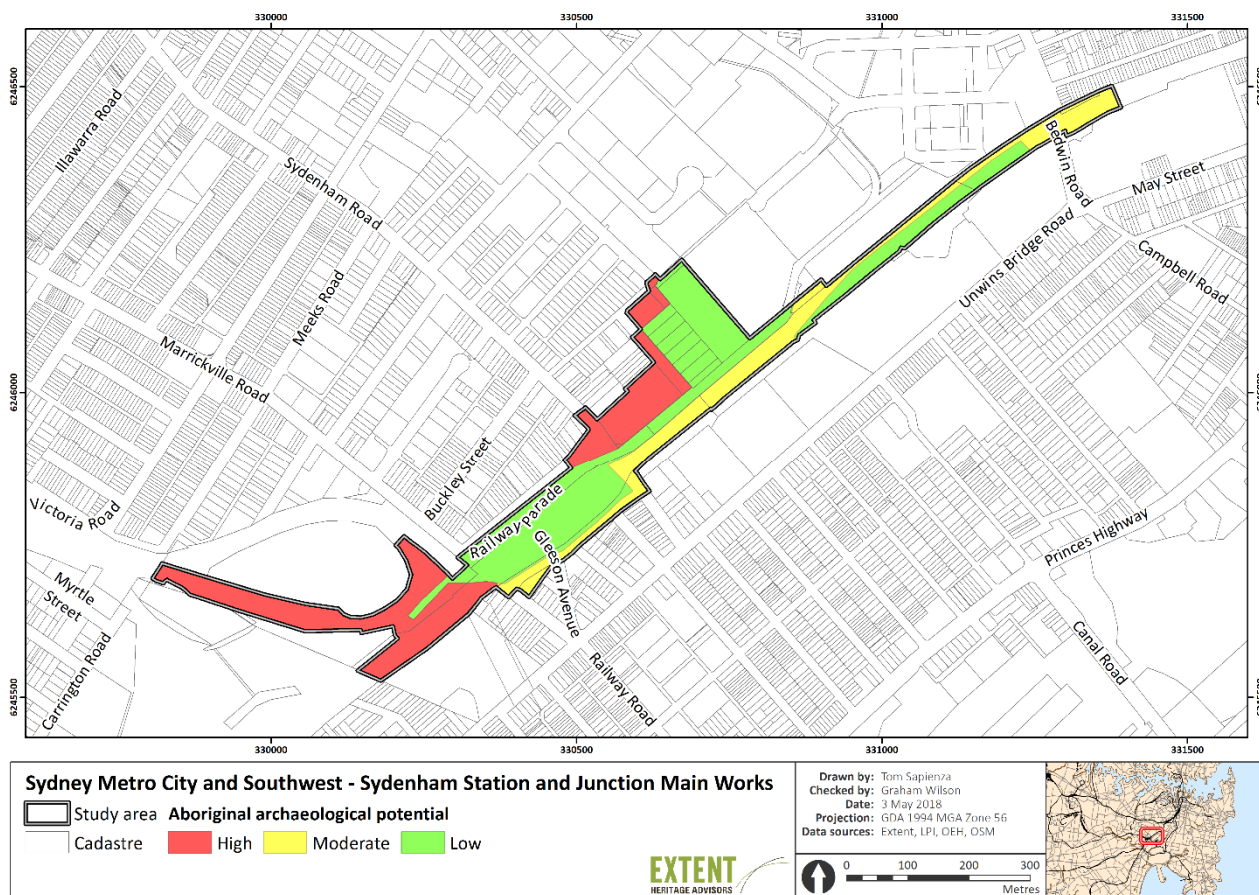 330000
330500
331000
331500
6246500
Illawarra Road
Sydenham Road
Bedwin Road
May Street
Unwins Bridge Road
Campbell Road
Meeks Road
Marrickville Road
6246000
Buckley Street
Railway Parade
Victoria Road
Gleeson Avenue
Princes Highway
Myrtle
Street
Carrington Road
Railway Road
Canal Road
6245500
330000
330500
331000
331500
Sydney Metro City and Southwest - Sydenham Station and Junction Main Works
Study area
Aboriginal archaeological potential
Cadastre
High
Moderate
Low
EXTENT
HERITAGE ADVISORS
Drawn by: Tom Sapienza
Checked by: Graham Wilson
Date: 3 May 2018
Projection: GDA 1994 MGA Zone 56
Data sources: Extent, LPI, OEH, OSM
0 100 200 300
Metres